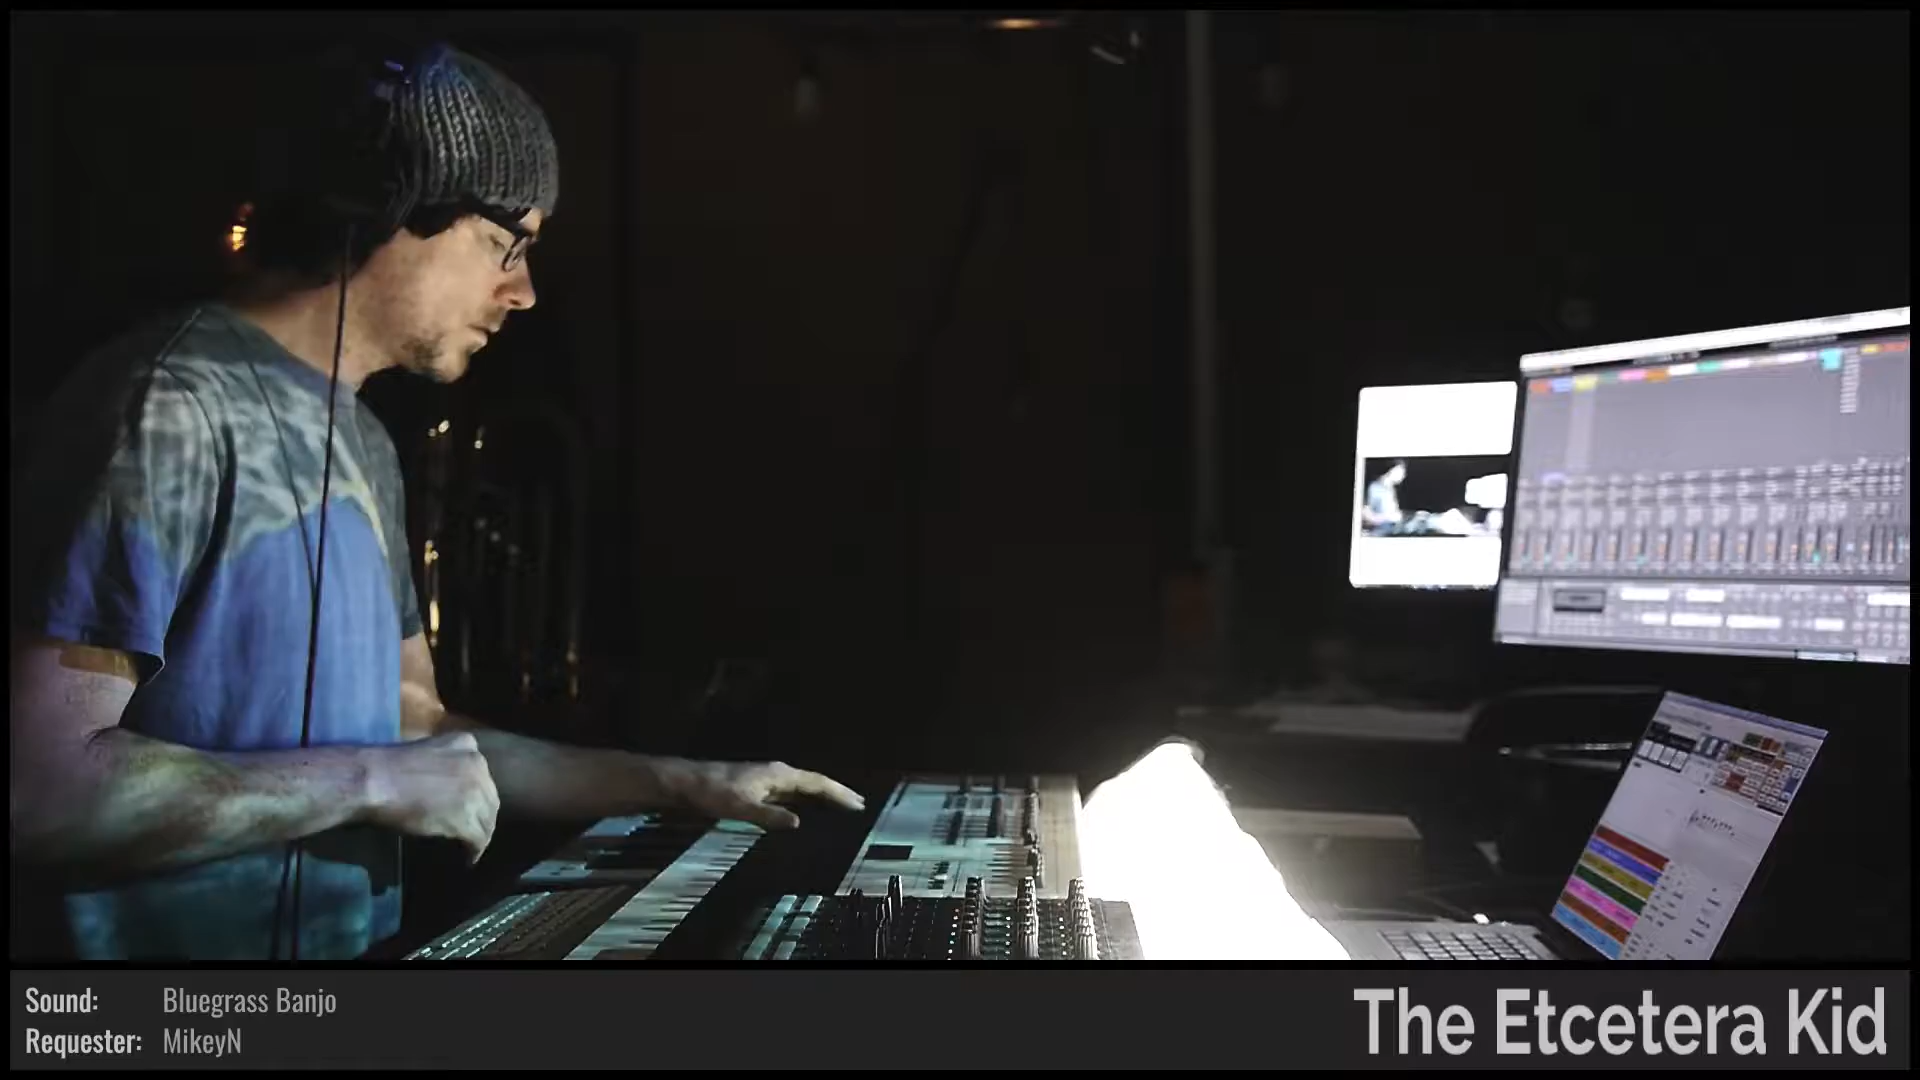 Sound: Bluegrass Banjo
Requester: MikeyN
The Etcetera Kid